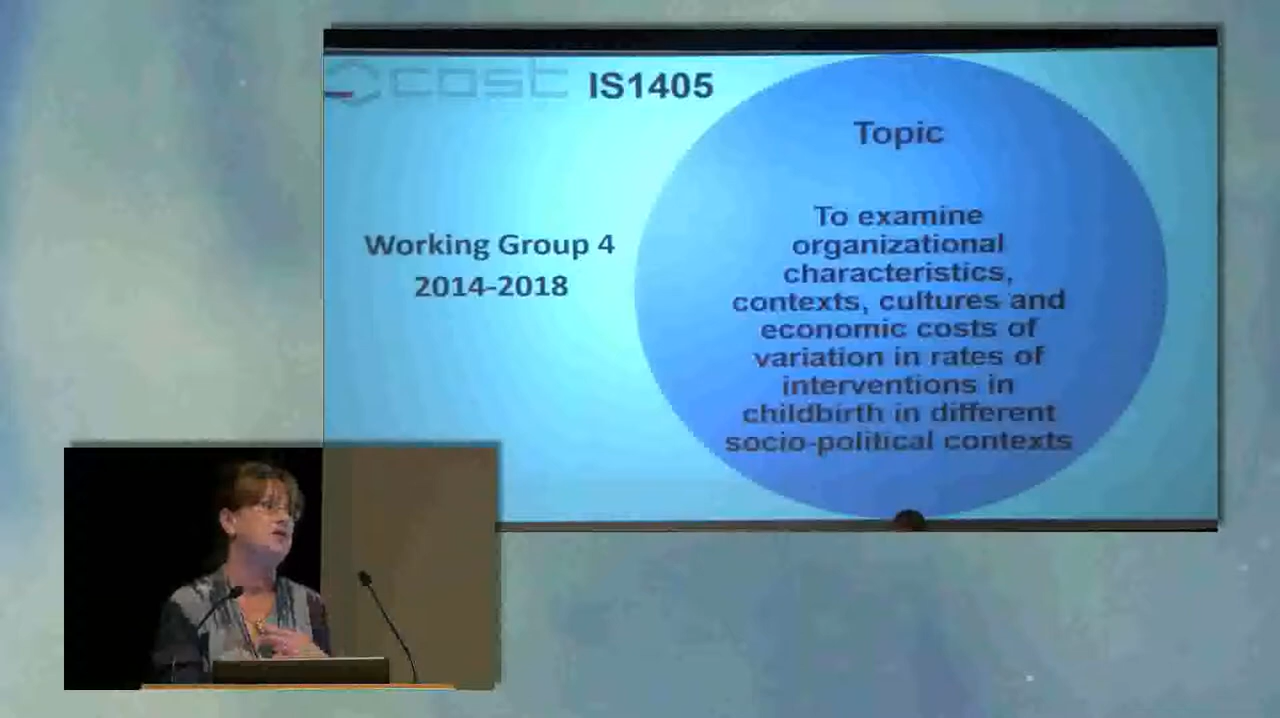 cost IS1405
Topic
Working Group 4
2014-2018
To examine
organizational
characteristics,
contexts, cultures and
economic costs of
variation in rates of
interventions in
childbirth in different
socio-political contexts